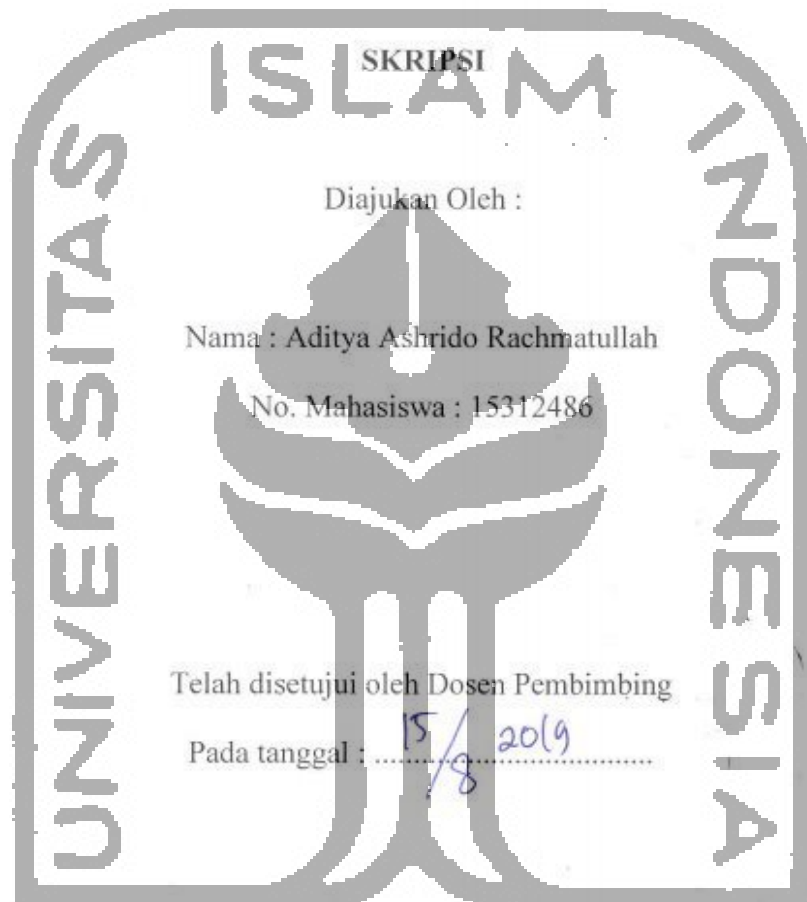 ISLAM
UNIVERSITAS
INDONESIA
SKRIPSI
Diajukan Oleh :
Nama : Aditya Ashrido Rachmatullah
No. Mahasiswa : 15312486
Telah disetujui oleh Dosen Pembimbing
Pada tanggal : 15/8 2019